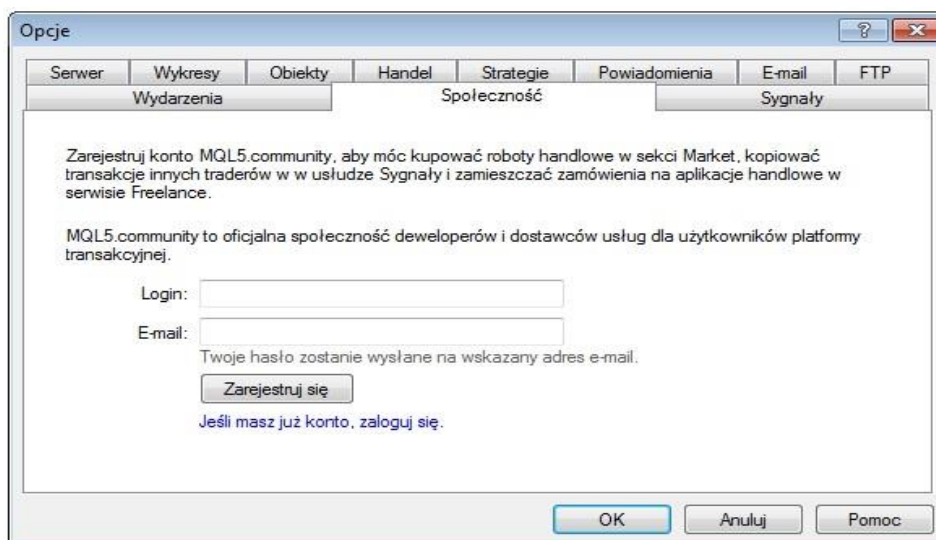 Opcje
Serwer Wykresy Obiekty Handel Strategie Powiadomienia E-mail FTP
Wydarzenia Społeczność Sygnały
Zarejestruj konto MQL5.community, aby móc kupować roboty handlowe w sekci Market, kopiować
transakcje innych traderów w w usłudze Sygnały i zamieszczać zamówienia na aplikacje handlowe w
serwisie Freelance.
MQL5.community to oficjalna społeczność deweloperów i dostawców usług dla użytkowników platformy
transakcyjnej.
Login:
E-mail:
Twoje hasło zostanie wysłane na wskazany adres e-mail.
Zarejestruj się
Jeśli masz już konto, zaloguj się.
OK Anuluj Pomoc